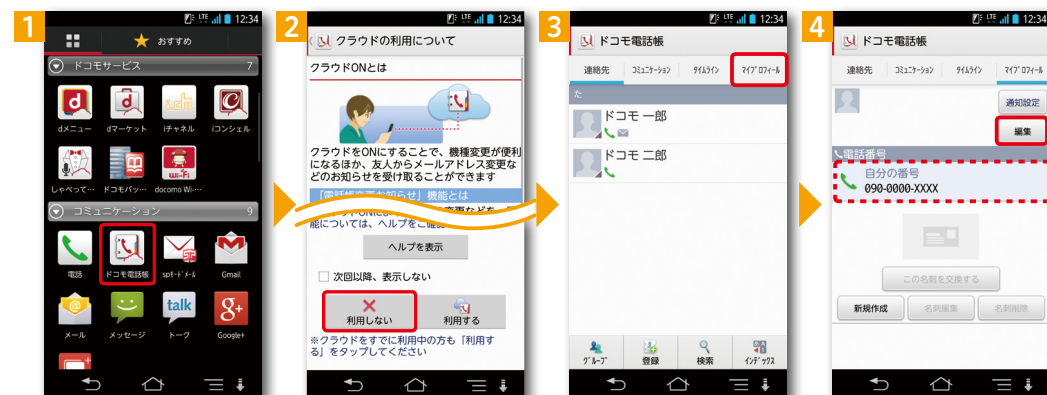 1
LTE 12:34
おすすめ
ドコモサービス 7
dメニュー dマーケット iチャネル iコンシェル
しゃべって… ドコモバッ… docomo Wi-…
コミュニケーション 9
電話 ドコモ電話帳 spモードメール Gmail
メール メッセージ トーク Google+
2
LTE 12:34
クラウドの利用について
クラウドONとは
クラウドをONにすることで、機種変更が便利
になるほか、友人からメールアドレス変更な
どのお知らせを受け取ることができます
「電話帳変更お知らせ」機能とは
能については、ヘルプをご確認
ヘルプを表示
次回以降、表示しない
利用しない 利用する
※クラウドをすでに利用中の方も「利用す
る」をタップしてください
3
LTE 12:34
ドコモ電話帳
連絡先 コミュニケーション タイムライン マイプロフィール
た
ドコモ 一郎
ドコモ 二郎
グループ 登録 検索 インデックス
4
LTE 12:34
ドコモ電話帳
連絡先 コミュニケーション タイムライン マイプロフィール
通知設定
編集
電話番号
自分の番号
090-0000-XXXX
この名刺を交換する
新規作成 名刺編集 名刺削除